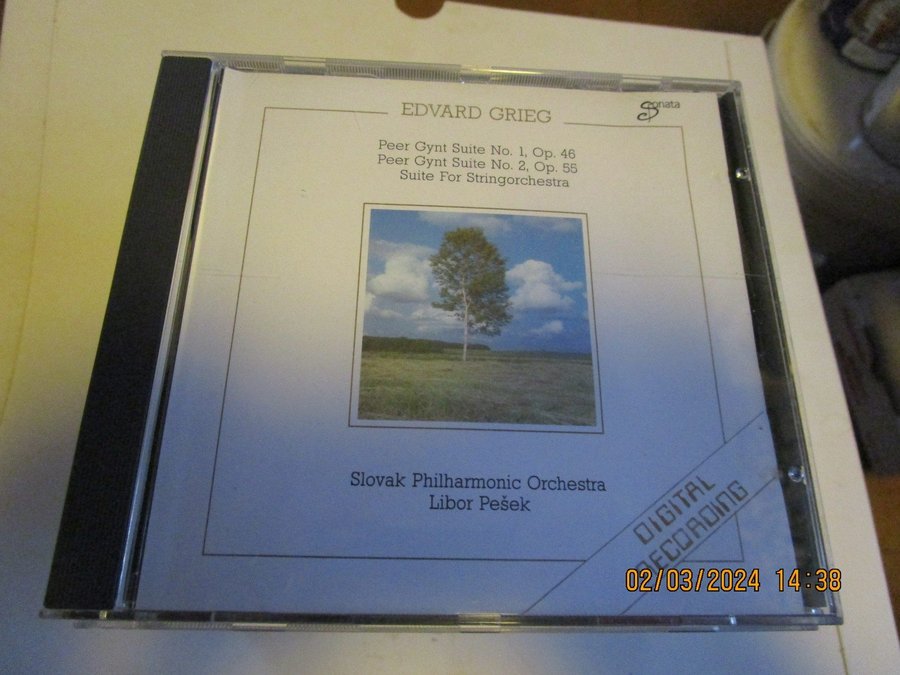 EDVARD GRIEG
Sonata
Peer Gynt Suite No. 1, Op. 46
Peer Gynt Suite No. 2, Op. 55
Suite For Stringorchestra
Slovak Philharmonic Orchestra
Libor Pešek
DIGITAL
RECORDING
02/03/2024 14:38